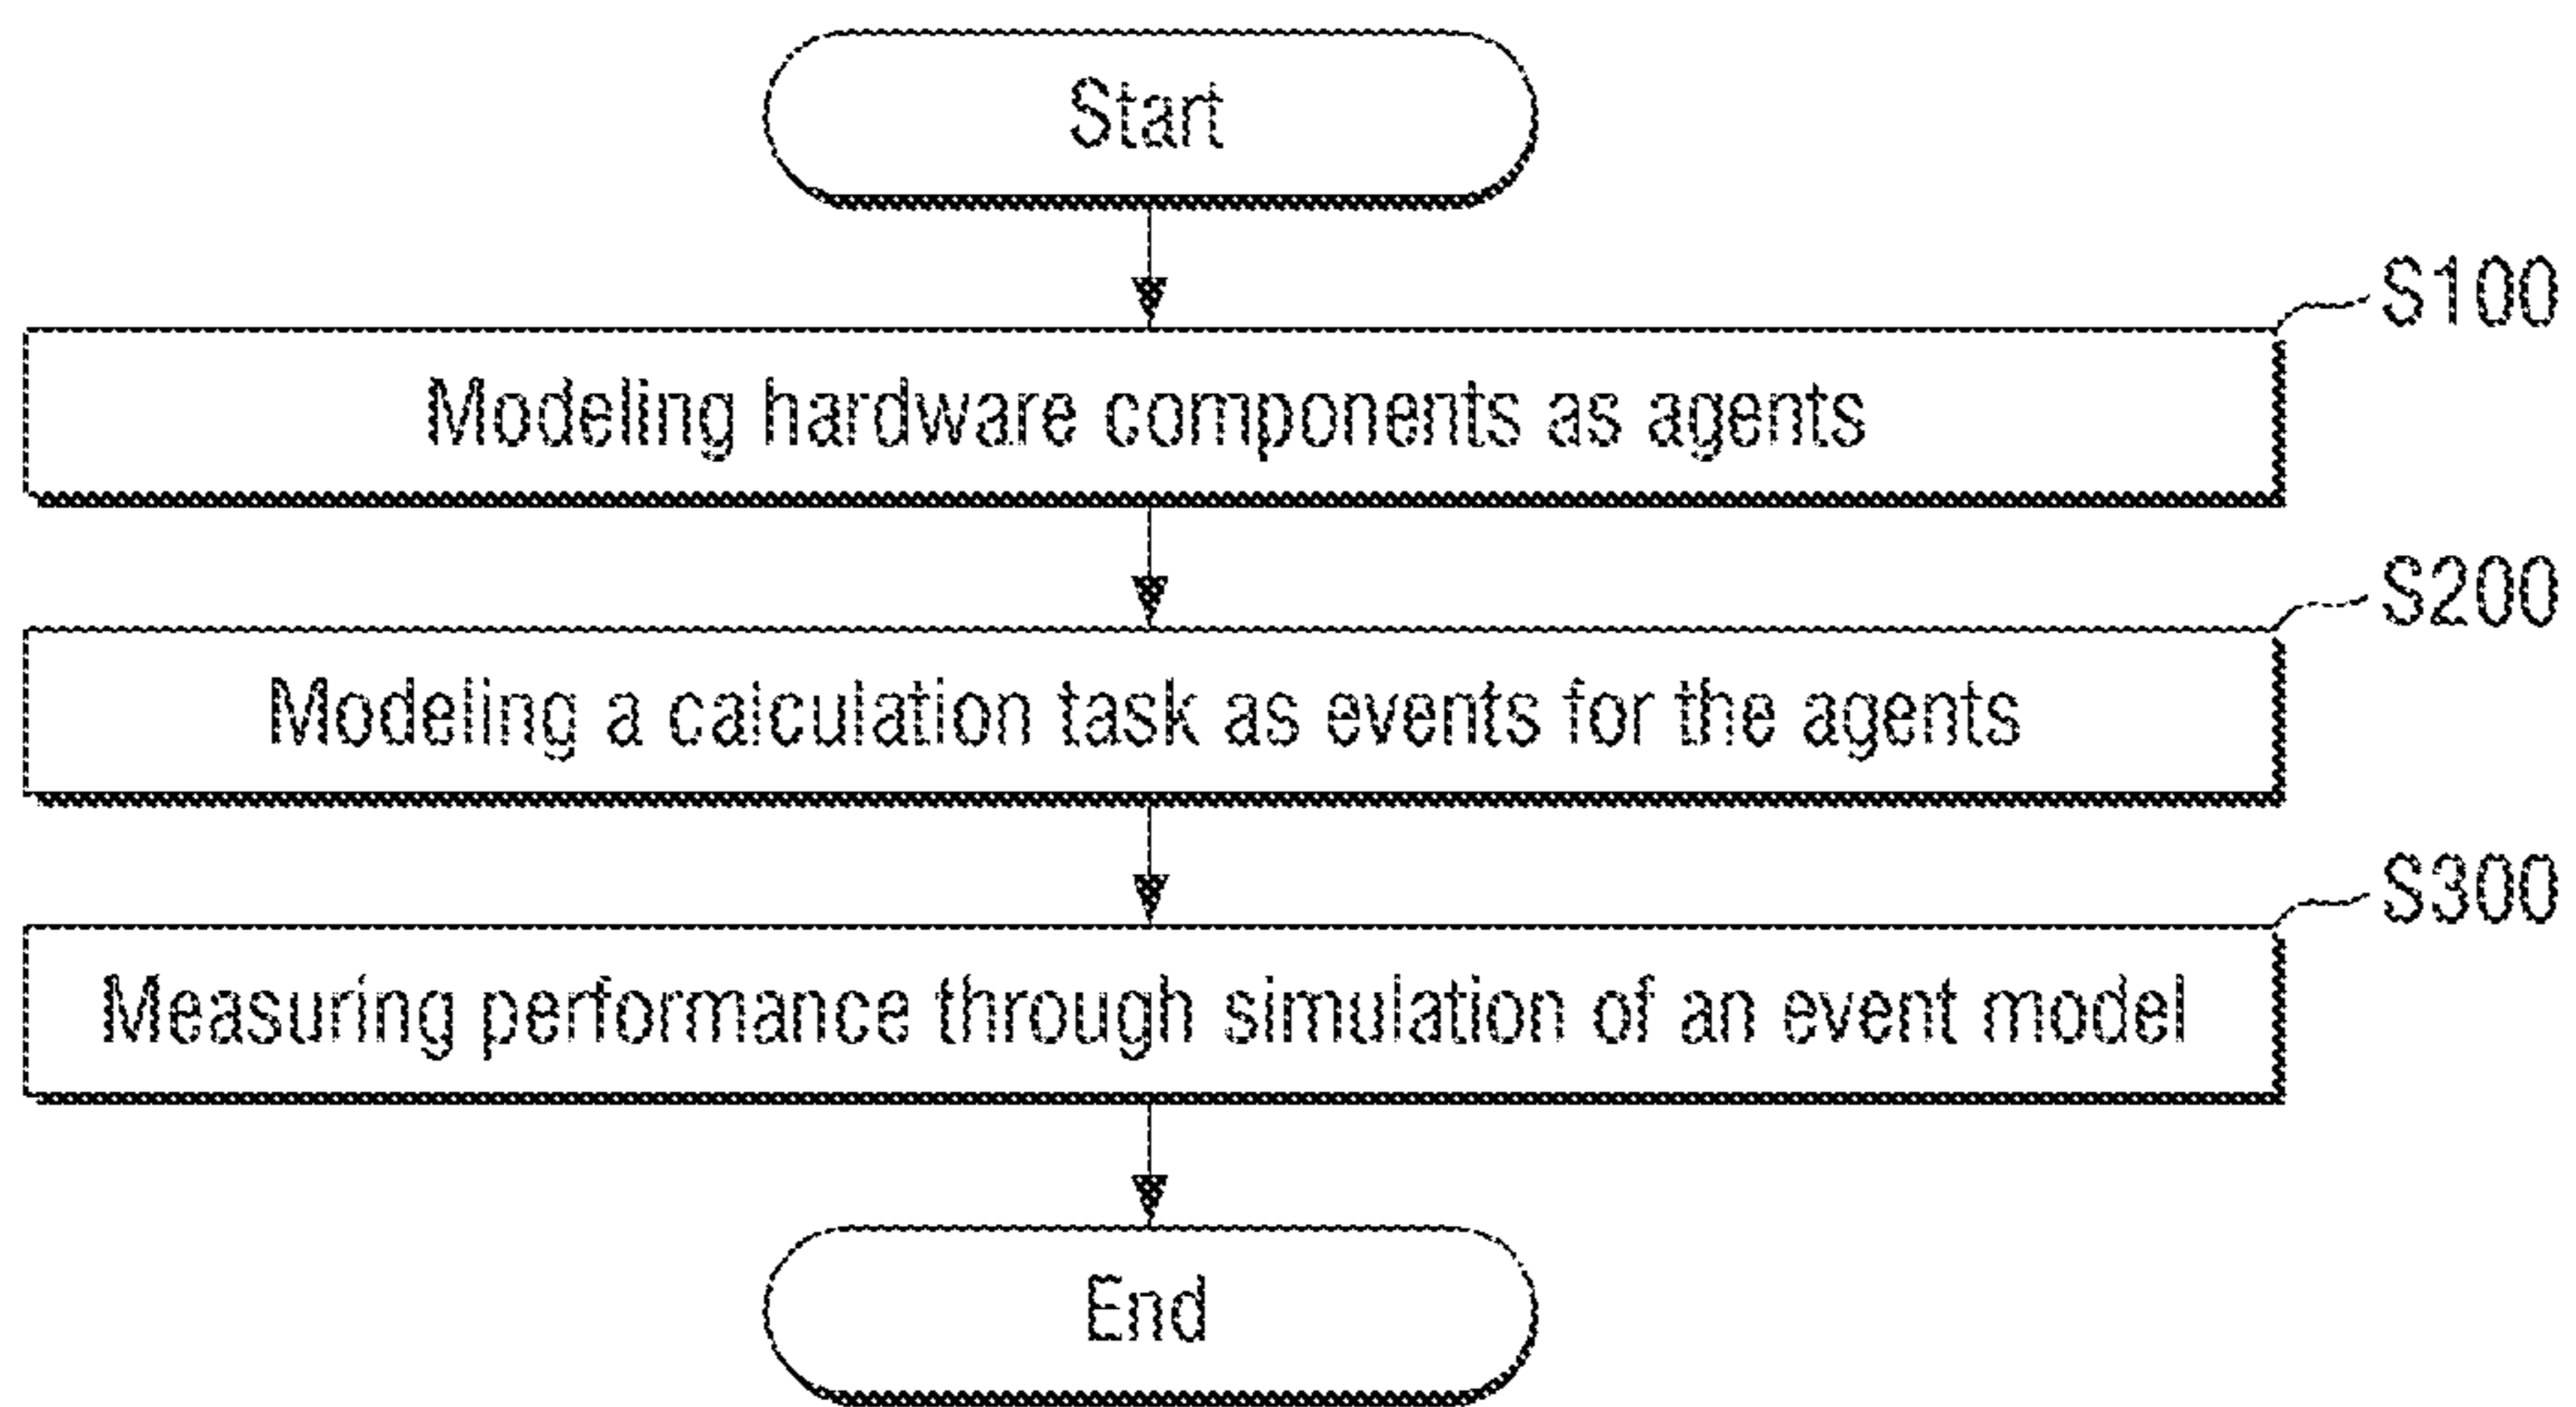 Start
S100
Modeling hardware components as agents
S200
Modeling a calculation task as events for the agents
S300
Measuring performance through simulation of an event model
End